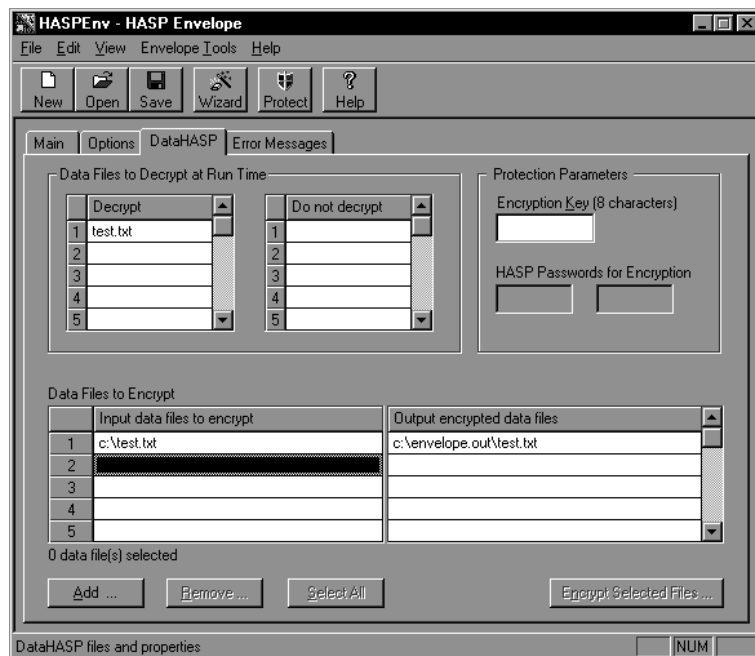 HASPEnv - HASP Envelope
File Edit View Envelope Tools Help
New Open Save Wizard Protect Help
Main Options DataHASP Error Messages
Data Files to Decrypt at Run Time
Decrypt
1 test.txt
2
3
4
5
Do not decrypt
1
2
3
4
5
Protection Parameters
Encryption Key (8 characters)
HASP Passwords for Encryption
Data Files to Encrypt
Input data files to encrypt Output encrypted data files
1 c:\test.txt c:\envelope.out\test.txt
2
3
4
5
0 data file(s) selected
Add ... Remove ... Select All Encrypt Selected Files ...
DataHASP files and properties NUM